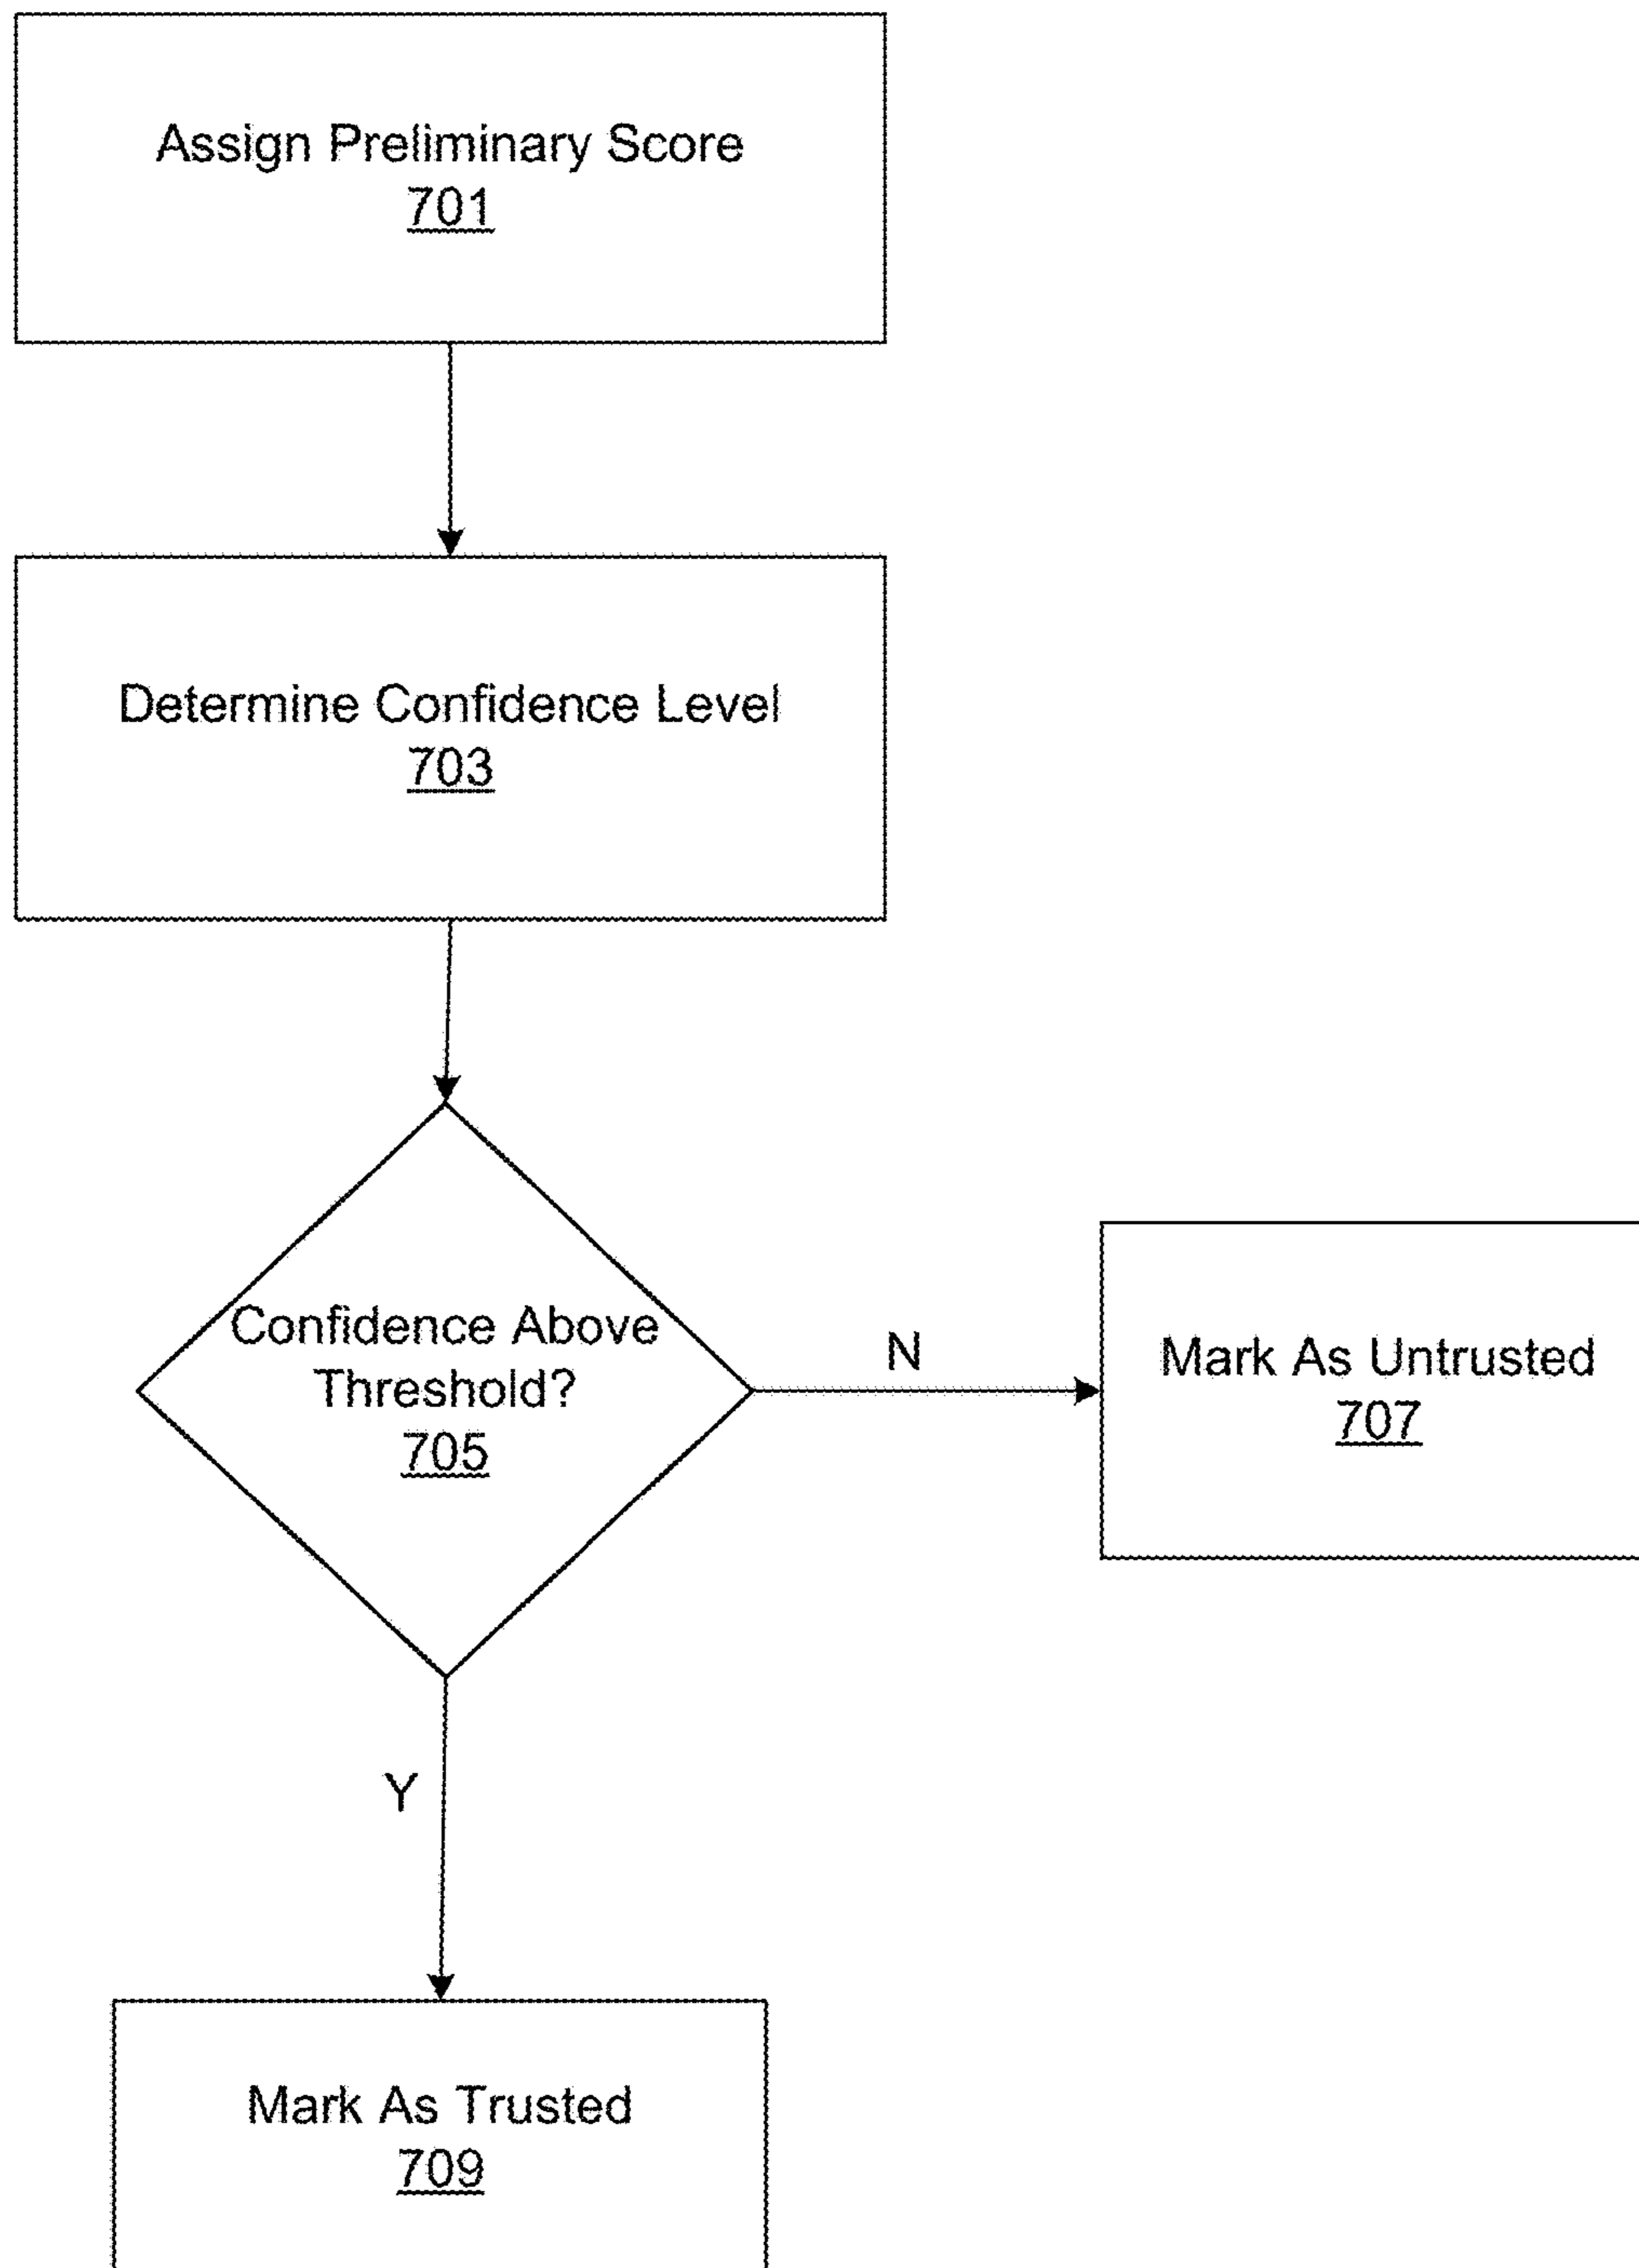 Assign Preliminary Score
701
Determine Confidence Level
703
Confidence Above
Threshold?
705
N
Mark As Untrusted
707
Y
Mark As Trusted
709